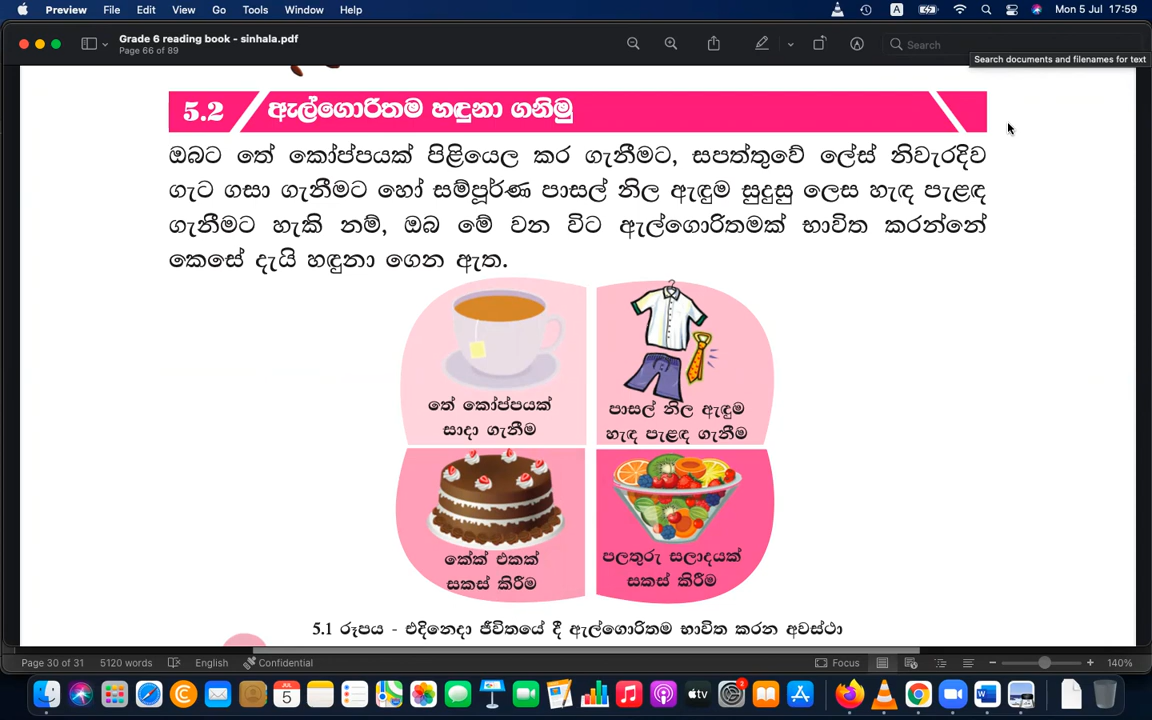 Preview File Edit View Go Tools Window Help A Mon 5 Jul 17:59
Grade 6 reading book - sinhala.pdf
Page 66 of 89
Search
Search documents and filenames for text
5.2 ඇල්ගොරිතම හඳුනා ගනිමු
ඔබට තේ කෝප්පයක් පිළියෙල කර ගැනීමට, සපත්තුවේ ලේස් නිවැරදිව
ගැට ගසා ගැනීමට හෝ සම්පූර්ණ පාසල් නිල ඇඳුම සුදුසු ලෙස හැඳ පැළඳ
ගැනීමට හැකි නම්, ඔබ මේ වන විට ඇල්ගොරිතමක් භාවිත කරන්නේ
කෙසේ දැයි හඳුනා ගෙන ඇත.
තේ කෝප්පයක්
සාදා ගැනීම
පාසල් නිල ඇඳුම
හැඳ පැළඳ ගැනීම
කේක් එකක්
සකස් කිරීම
පලතුරු සලාදයක්
සකස් කිරීම
5.1 රූපය - එදිනෙදා ජීවිතයේ දී ඇල්ගොරිතම භාවිත කරන අවස්ථා
Page 30 of 31 5120 words English Confidential Focus 140%
JUL
5
tv
2